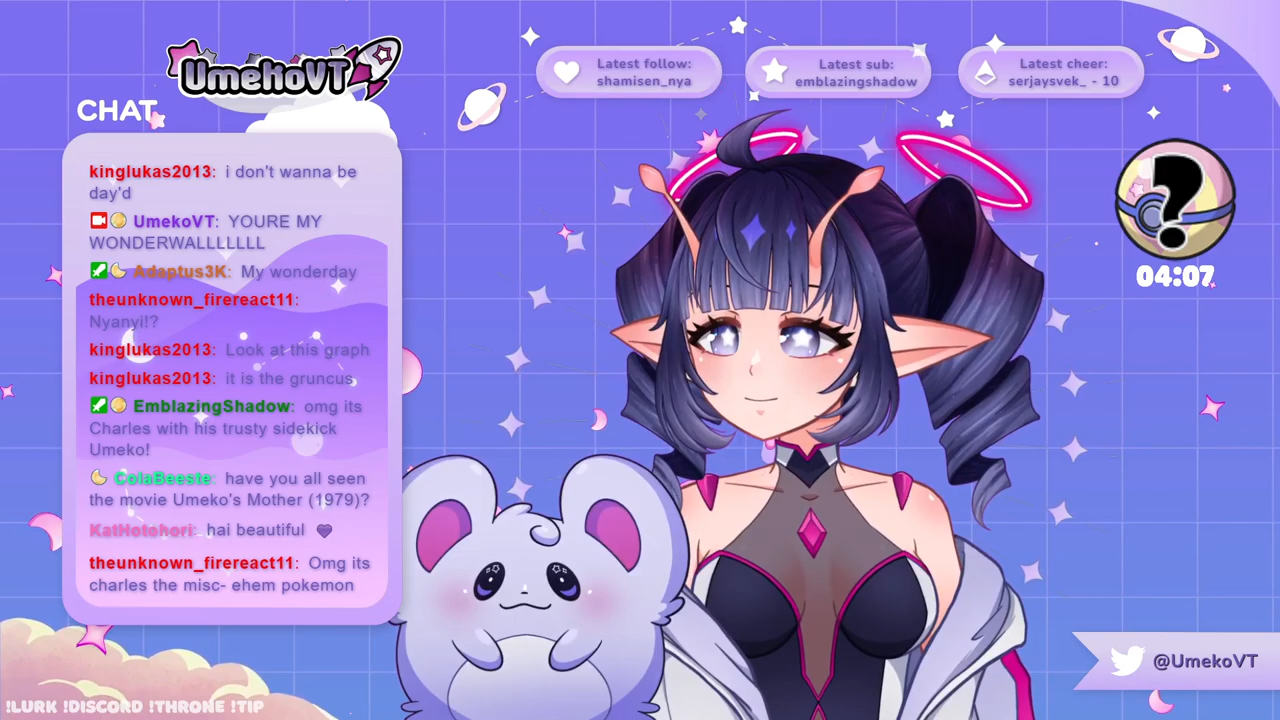 UmekoVT
CHAT
Latest follow:
shamisen_nya
Latest sub:
emblazingshadow
Latest cheer:
serjaysvek_ - 10
?
04:07
kinglukas2013: i don't wanna be
day'd
UmekoVT: YOURE MY
WONDERWALLLLLLL
Adaptus3K: My wonderday
theunknown_firereact11:
Nyanyi!?
kinglukas2013: Look at this graph
kinglukas2013: it is the gruncus
EmblazingShadow: omg its
Charles with his trusty sidekick
Umeko!
ColaBeeste: have you all seen
the movie Umeko's Mother (1979)?
KatHotohori: hai beautiful
theunknown_firereact11: Omg its
charles the misc- ehem pokemon
@UmekoVT
!LURK !DISCORD !THRONE !TIP